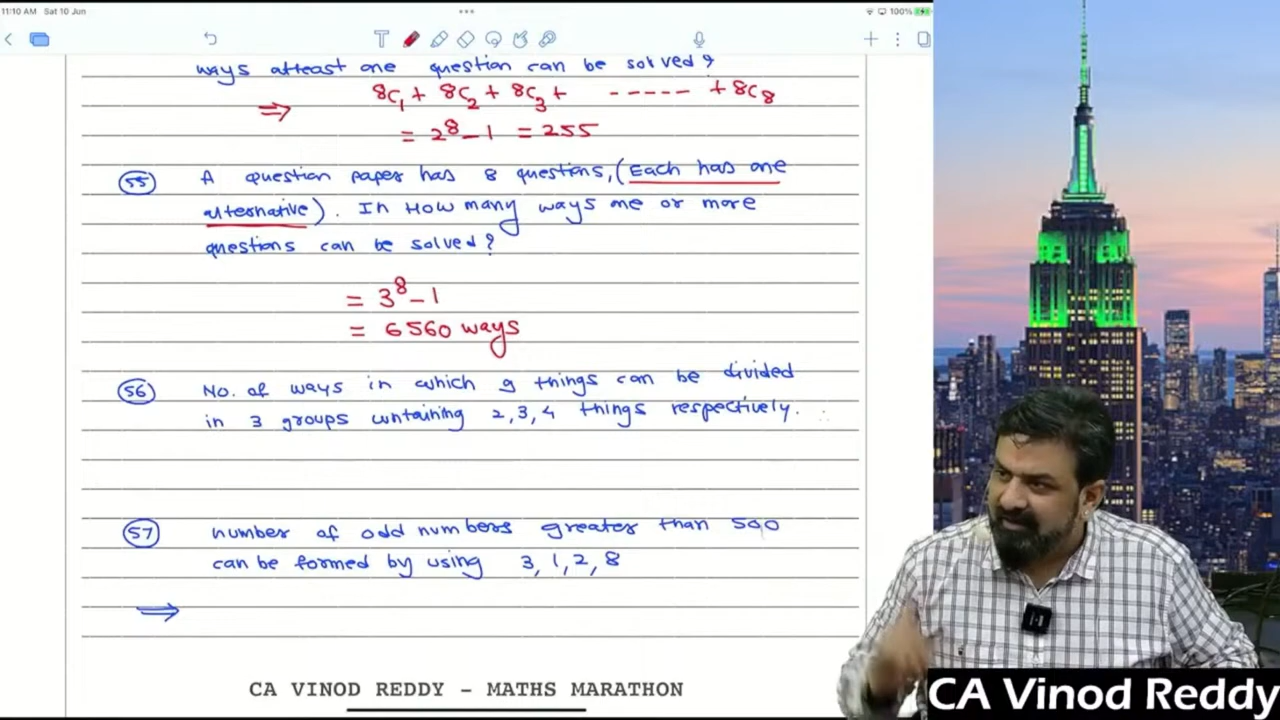 11:10 AM Sat 10 Jun
100%
T
ways atleast one question can be solved?
⇒ 8C₁ + 8C₂ + 8C₃ + ----- + 8C₈
= 2⁸ - 1 = 255
55 A question paper has 8 questions, (Each has one
alternative). In How many ways one or more
questions can be solved?
= 3⁸ - 1
= 6560 ways
56 No. of ways in which 9 things can be divided
in 3 groups containing 2, 3, 4 things respectively.
57 number of odd numbers greater than 500
can be formed by using 3, 1, 2, 8
⇒
CA VINOD REDDY - MATHS MARATHON
CA Vinod Reddy